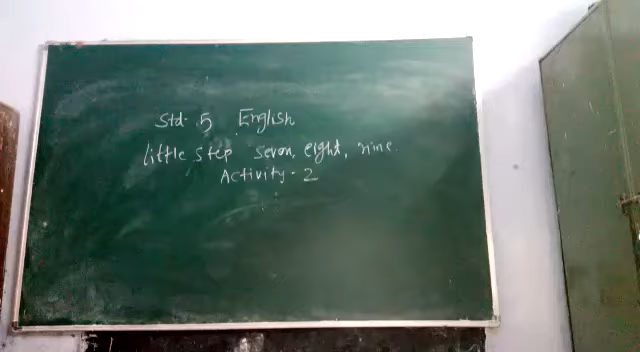 Std. 5 English
little step seven, eight, nine.
Activity - 2